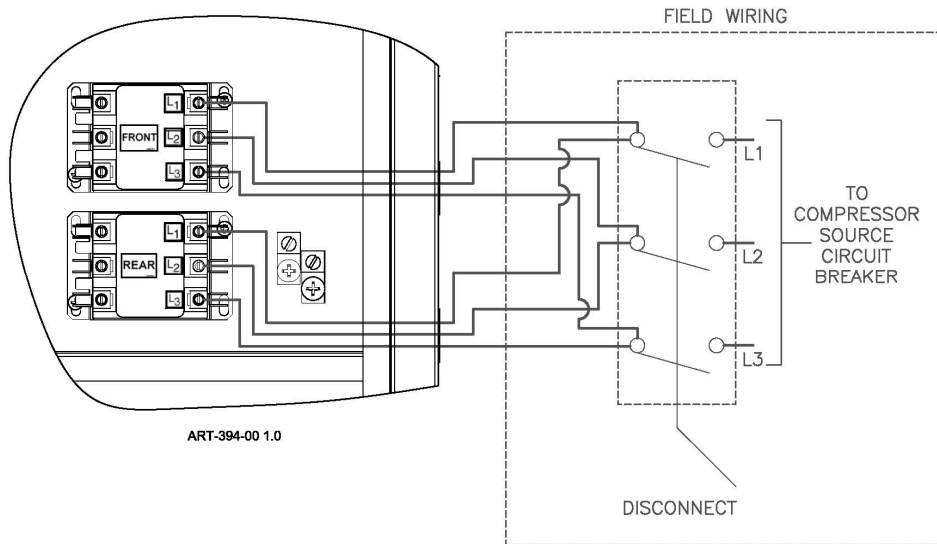 FIELD WIRING
L1
FRONT
L2
L3
L1
REAR
L2
L3
L1
L2
L3
TO
COMPRESSOR
SOURCE
CIRCUIT
BREAKER
ART-394-00 1.0
DISCONNECT